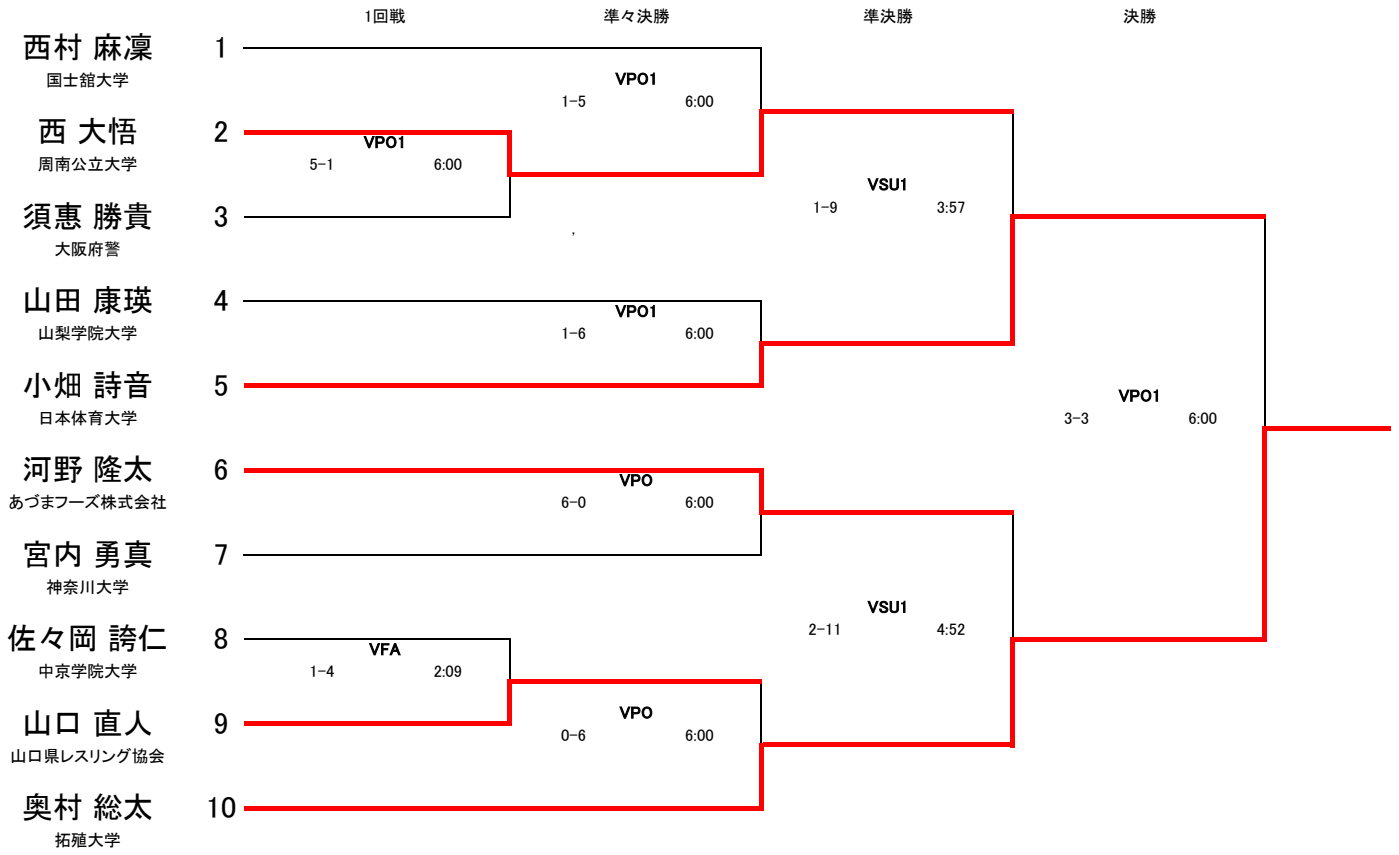 1回戦 準々決勝 準決勝 決勝
西村 麻凜 1
国士舘大学
VPO1
1-5 6:00
西 大悟 2
周南公立大学
VPO1
5-1 6:00
須惠 勝貴 3
大阪府警
VSU1
1-9 3:57
山田 康瑛 4
山梨学院大学
VPO1
1-6 6:00
小畑 詩音 5
日本体育大学
VPO1
3-3 6:00
河野 隆太 6
あづまフーズ株式会社
VPO
6-0 6:00
宮内 勇真 7
神奈川大学
VSU1
2-11 4:52
佐々岡 誇仁 8
中京学院大学
VFA
1-4 2:09
山口 直人 9
山口県レスリング協会
VPO
0-6 6:00
奥村 総太 10
拓殖大学